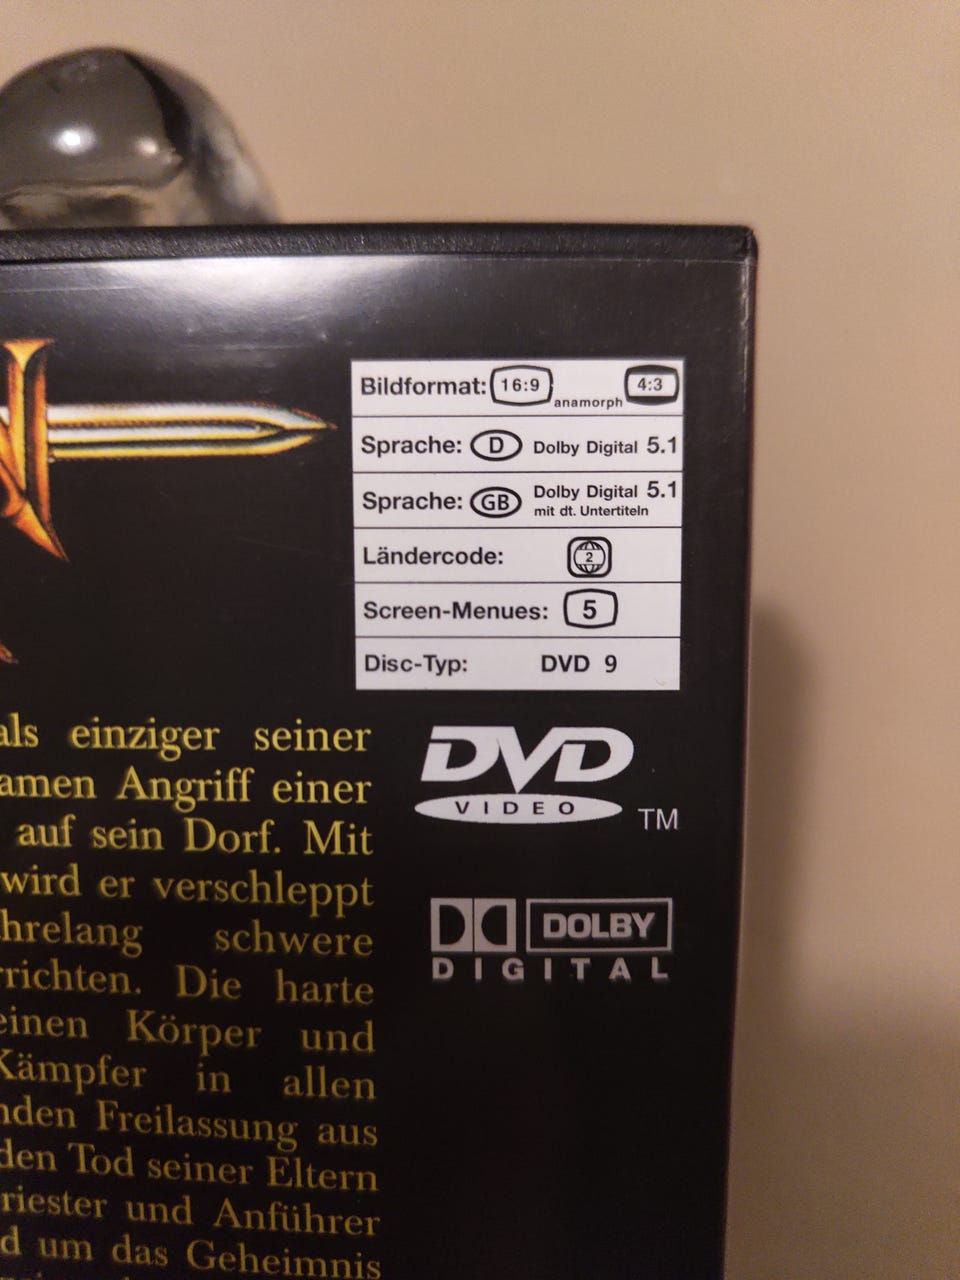 N
Bildformat: 16:9 anamorph 4:3
Sprache: D Dolby Digital 5.1
Sprache: GB Dolby Digital 5.1
mit dt. Untertiteln
Ländercode: 2
Screen-Menues: 5
Disc-Typ: DVD 9
DVD
VIDEO
TM
DOLBY
DIGITAL
als einziger seiner
amen Angriff einer
auf sein Dorf. Mit
wird er verschleppt
hrelang schwere
richten. Die harte
einen Körper und
Kämpfer in allen
nden Freilassung aus
den Tod seiner Eltern
riester und Anführer
d um das Geheimnis